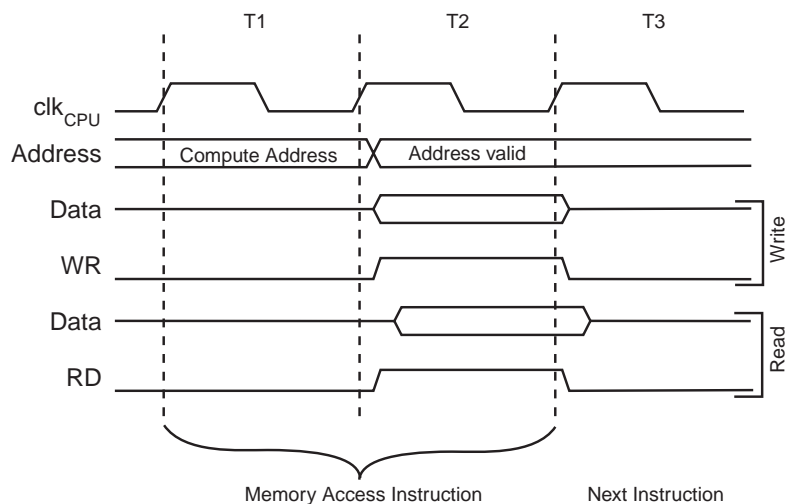 T1 T2 T3
clkCPU
Address Compute Address Address valid
Data
WR
Write
Data
RD
Read
Memory Access Instruction Next Instruction